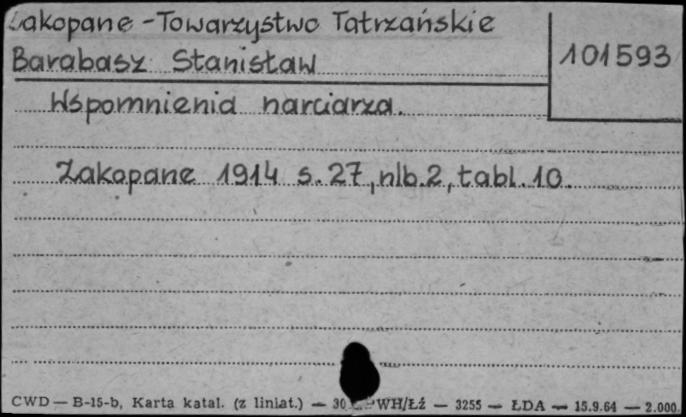 Zakopane - Towarzystwo Tatrzańskie
Barabasz Stanisław
101593
Wspomnienia narciarza.
Zakopane 1914 s. 27, nlb. 2, tabl. 10.
CWD — B-15-b, Karta katal. (z liniat.) — 30 WH/Łź — 3255 — ŁDA — 15.9.64 — 2.000